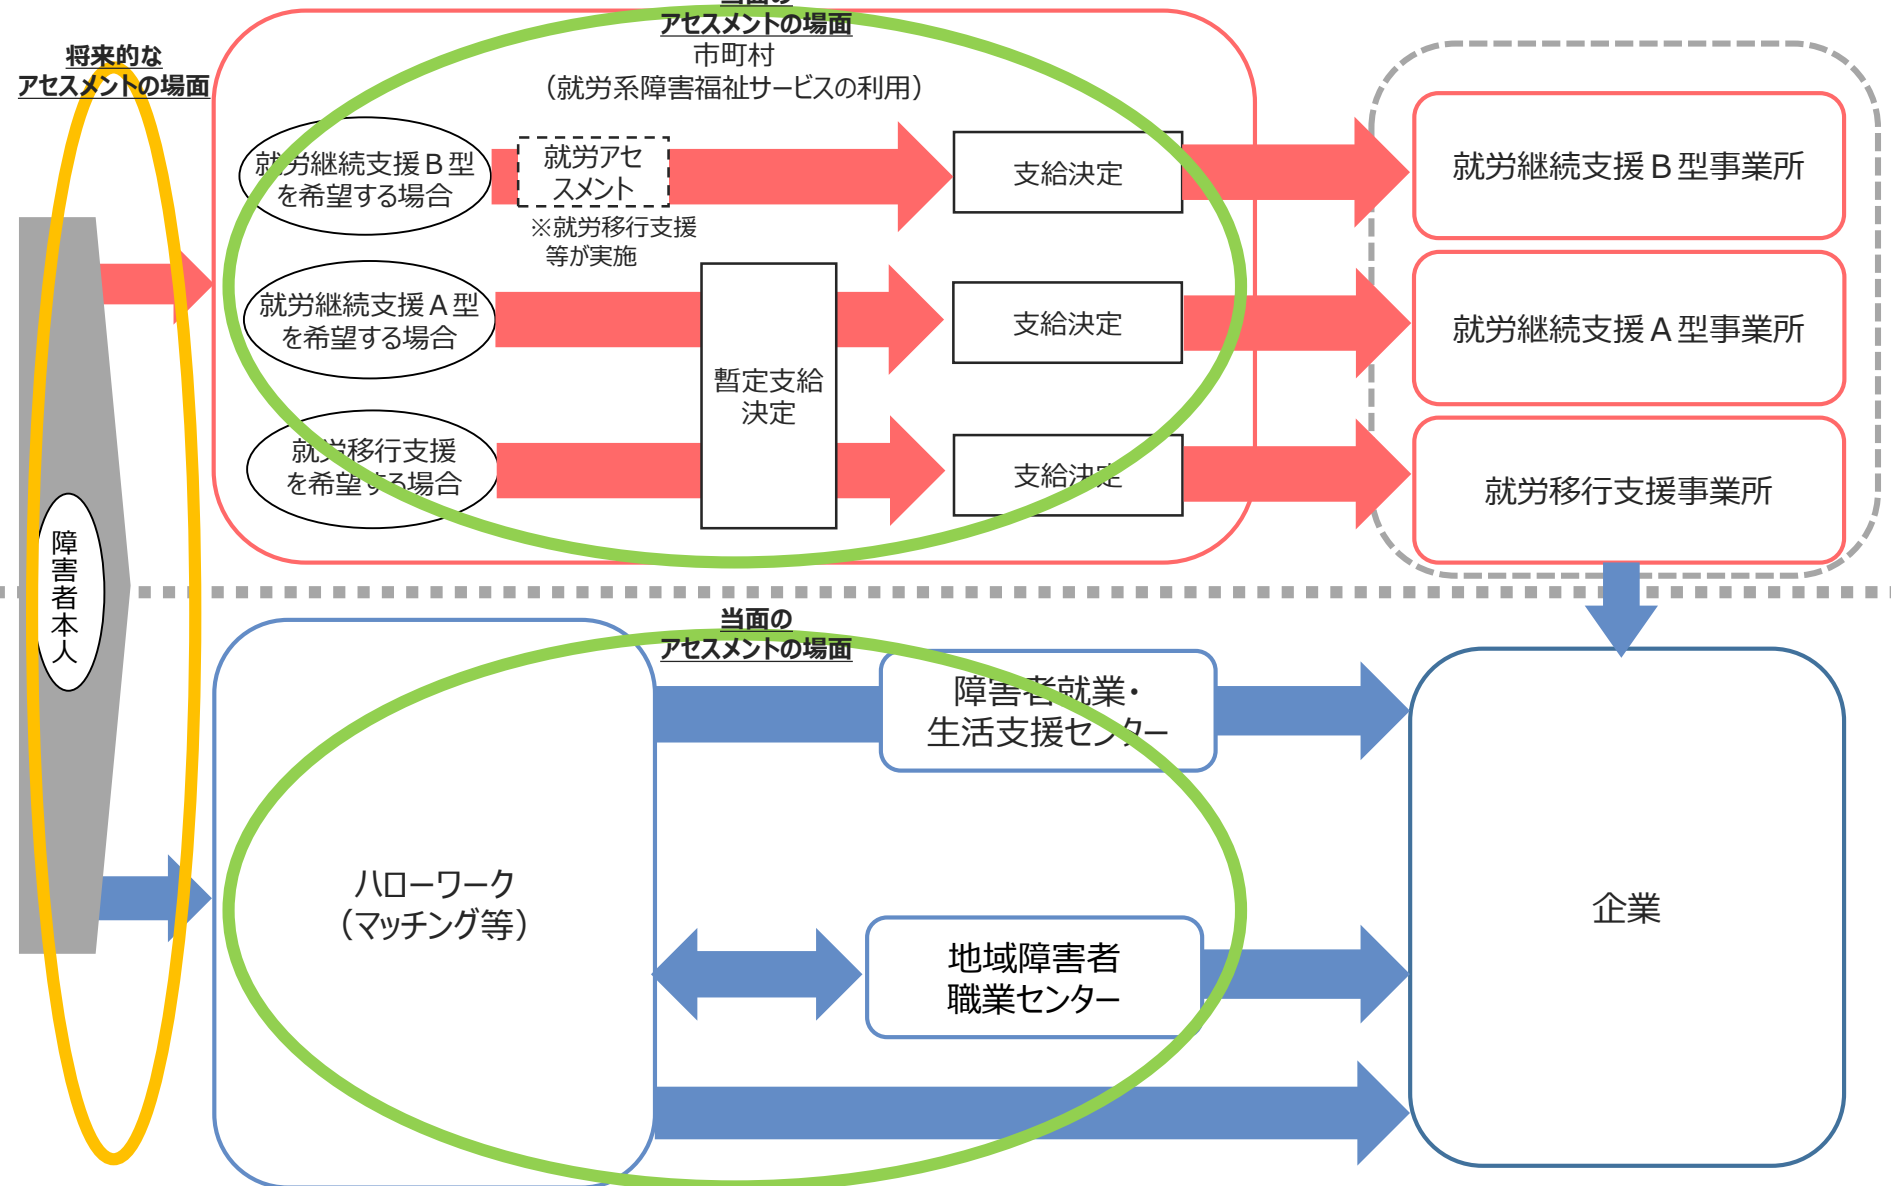 将来的な
アセスメントの場面
当面の
アセスメントの場面
市町村
（就労系障害福祉サービスの利用）
就労継続支援Ｂ型
を希望する場合
就労アセ
スメント
※就労移行支援
等が実施
支給決定
就労継続支援Ｂ型事業所
就労継続支援Ａ型
を希望する場合
暫定支給
決定
支給決定
就労継続支援Ａ型事業所
就労移行支援
を希望する場合
支給決定
就労移行支援事業所
障害者本人
当面の
アセスメントの場面
障害者就業・
生活支援センター
ハローワーク
（マッチング等）
地域障害者
職業センター
企業